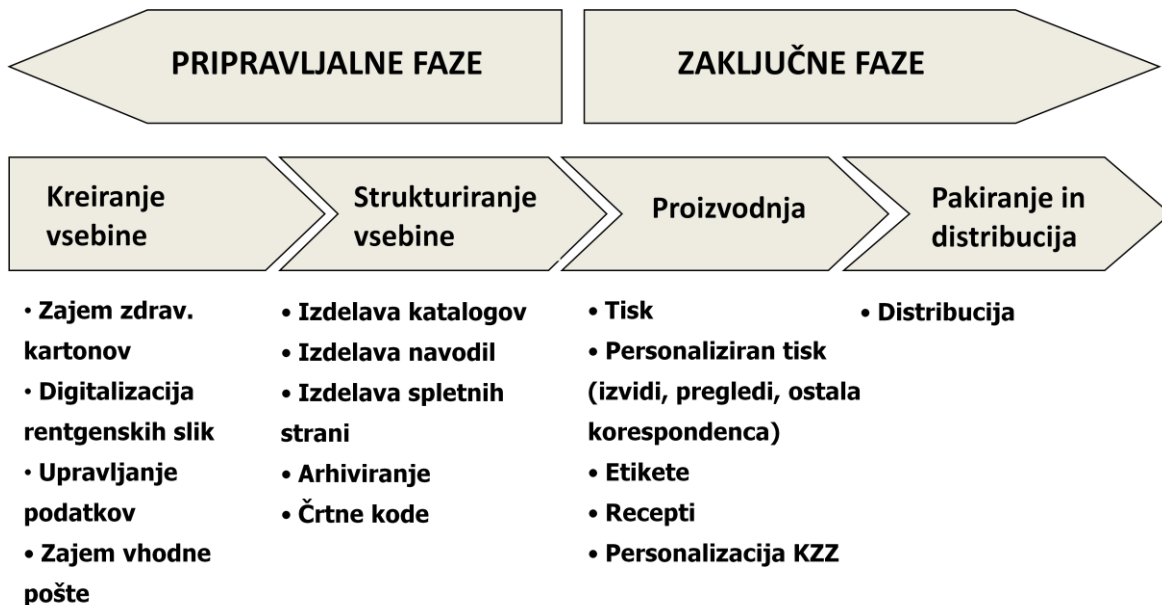 PRIPRAVLJALNE FAZE
ZAKLJUČNE FAZE
Kreiranje
vsebine
Strukturiranje
vsebine
Proizvodnja
Pakiranje in
distribucija
• Zajem zdrav.
kartonov
• Digitalizacija
rentgenskih slik
• Upravljanje
podatkov
• Zajem vhodne
pošte
• Izdelava katalogov
• Izdelava navodil
• Izdelava spletnih
strani
• Arhiviranje
• Črtne kode
• Tisk
• Personaliziran tisk
(izvidi, pregledi, ostala
korespondenca)
• Etikete
• Recepti
• Personalizacija KZZ
• Distribucija